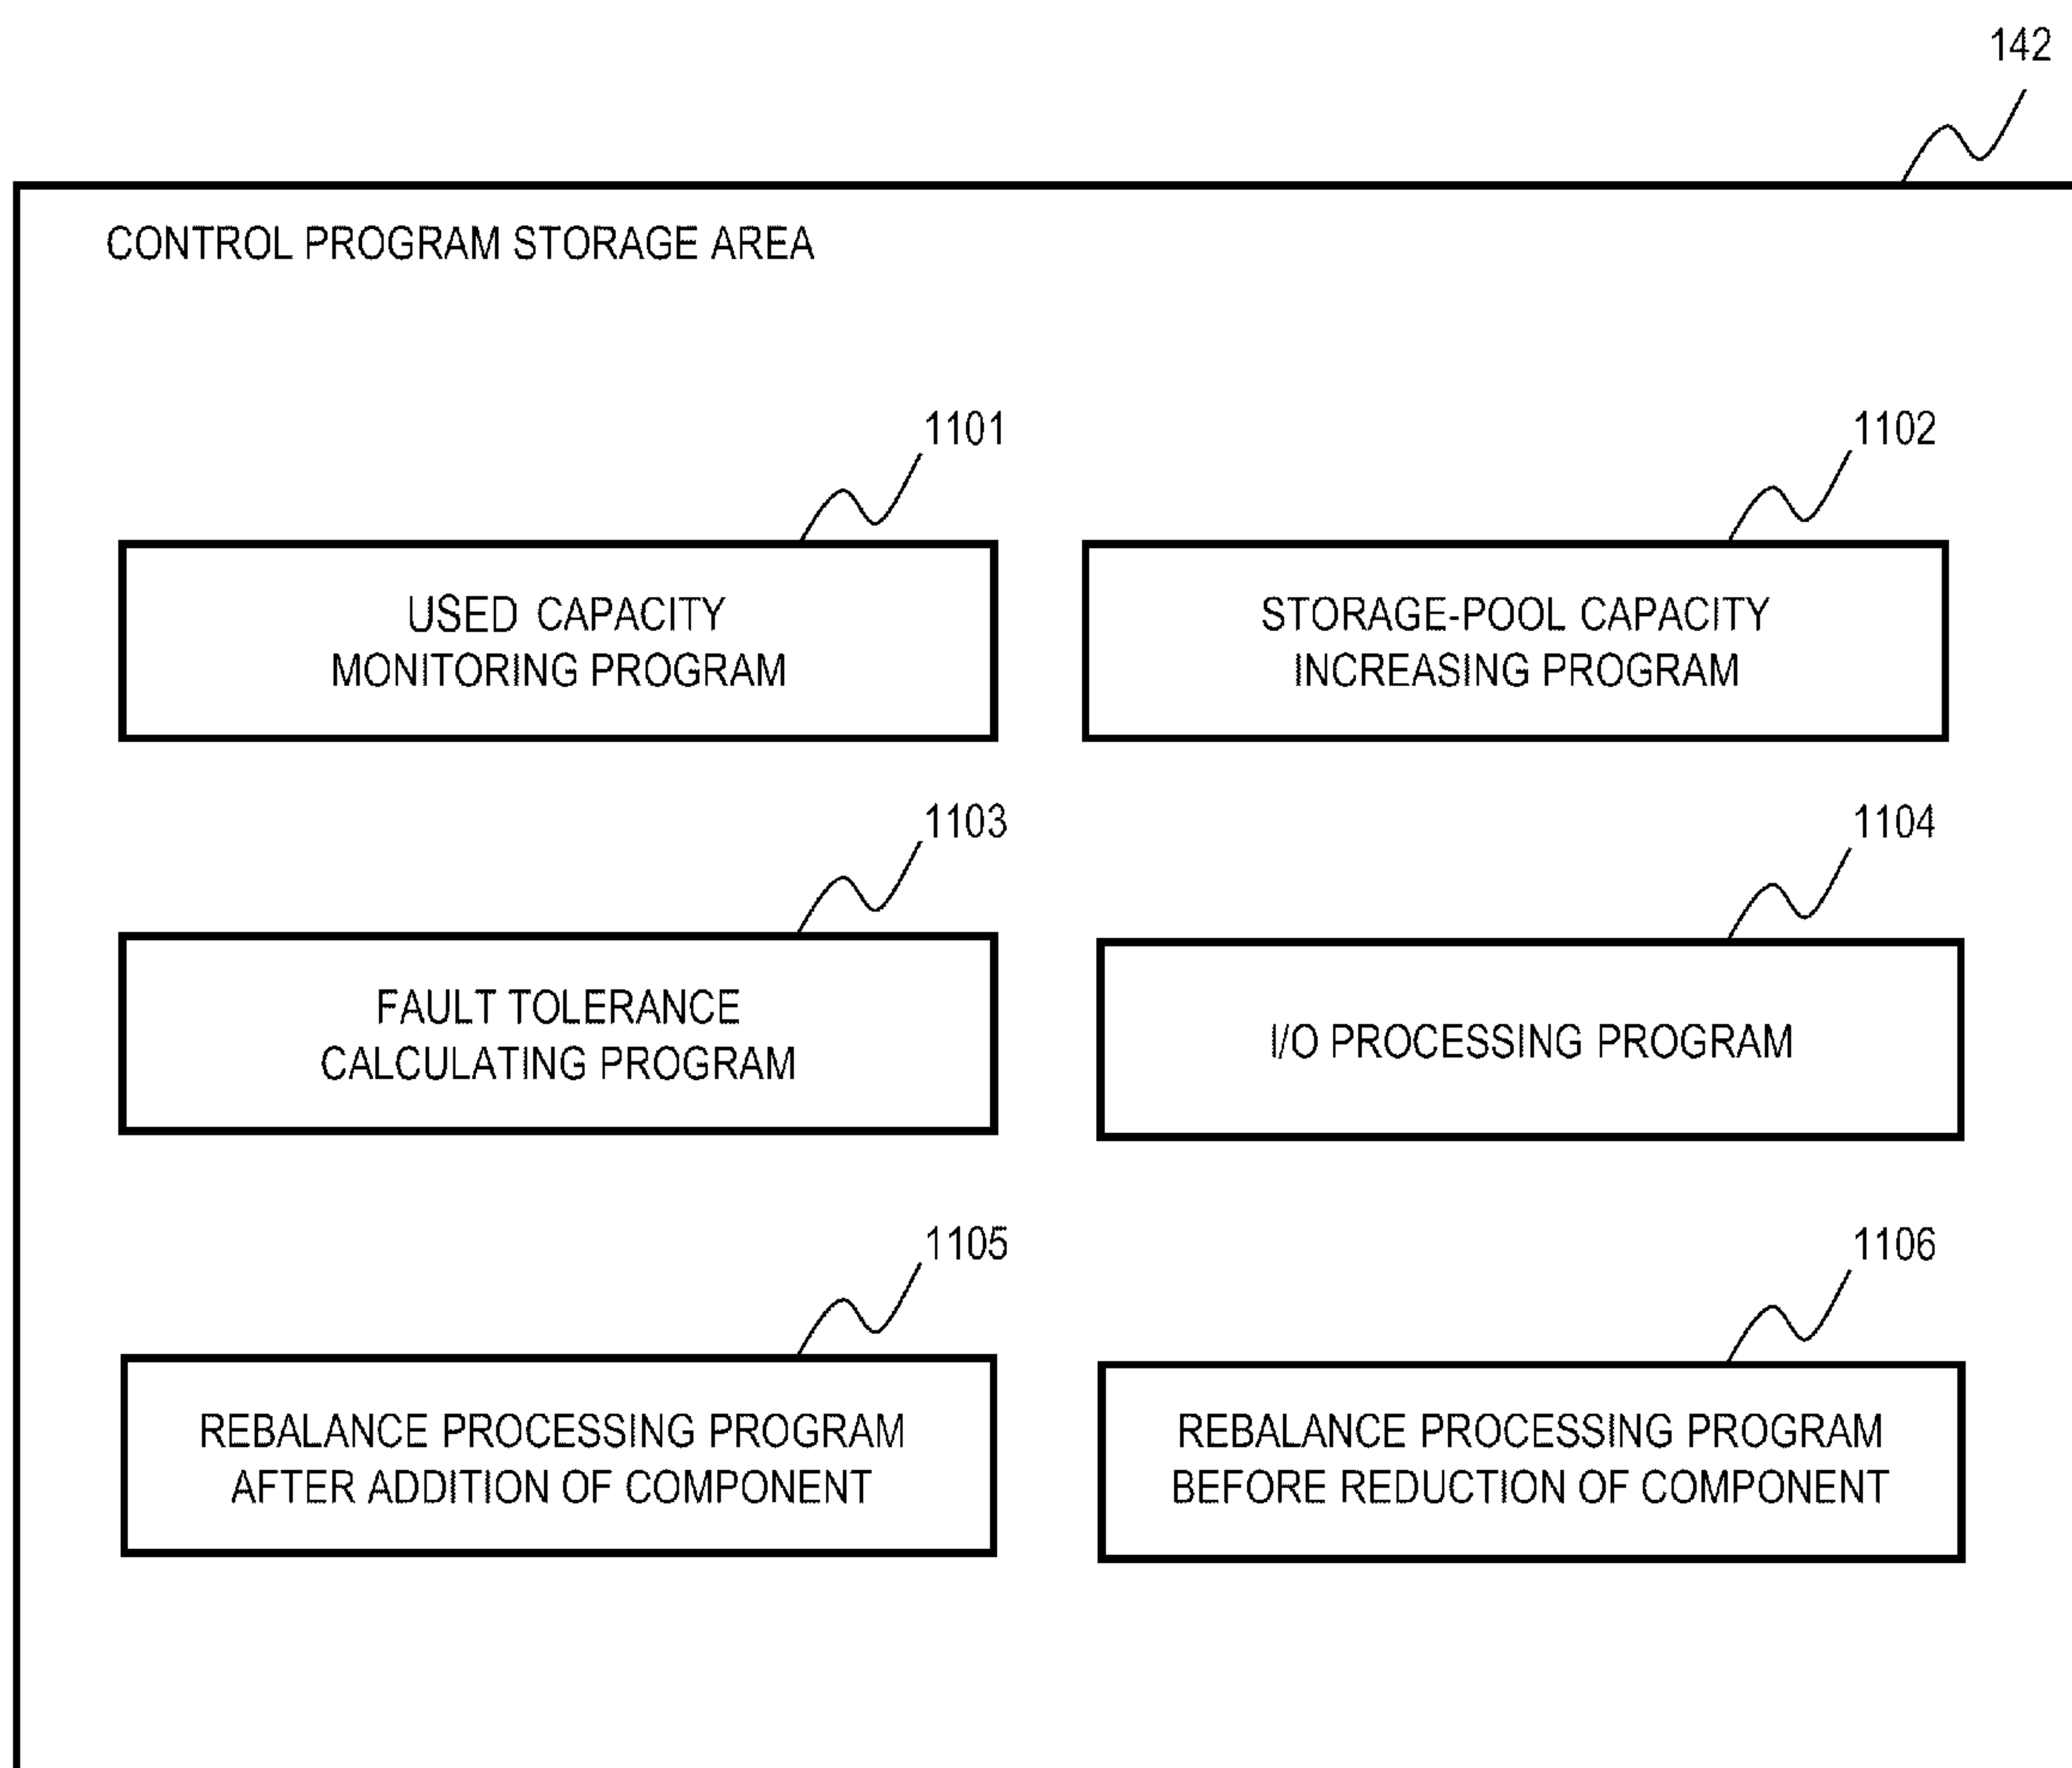 142
CONTROL PROGRAM STORAGE AREA
1101
1102
USED CAPACITY
MONITORING PROGRAM
STORAGE-POOL CAPACITY
INCREASING PROGRAM
1103
1104
FAULT TOLERANCE
CALCULATING PROGRAM
I/O PROCESSING PROGRAM
1105
1106
REBALANCE PROCESSING PROGRAM
AFTER ADDITION OF COMPONENT
REBALANCE PROCESSING PROGRAM
BEFORE REDUCTION OF COMPONENT